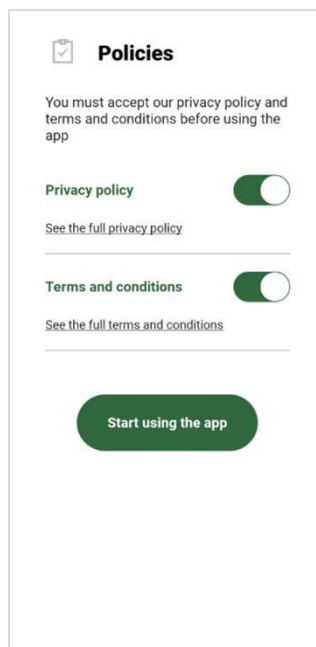 Policies
You must accept our privacy policy and
terms and conditions before using the
app
Privacy policy
See the full privacy policy
Terms and conditions
See the full terms and conditions
Start using the app